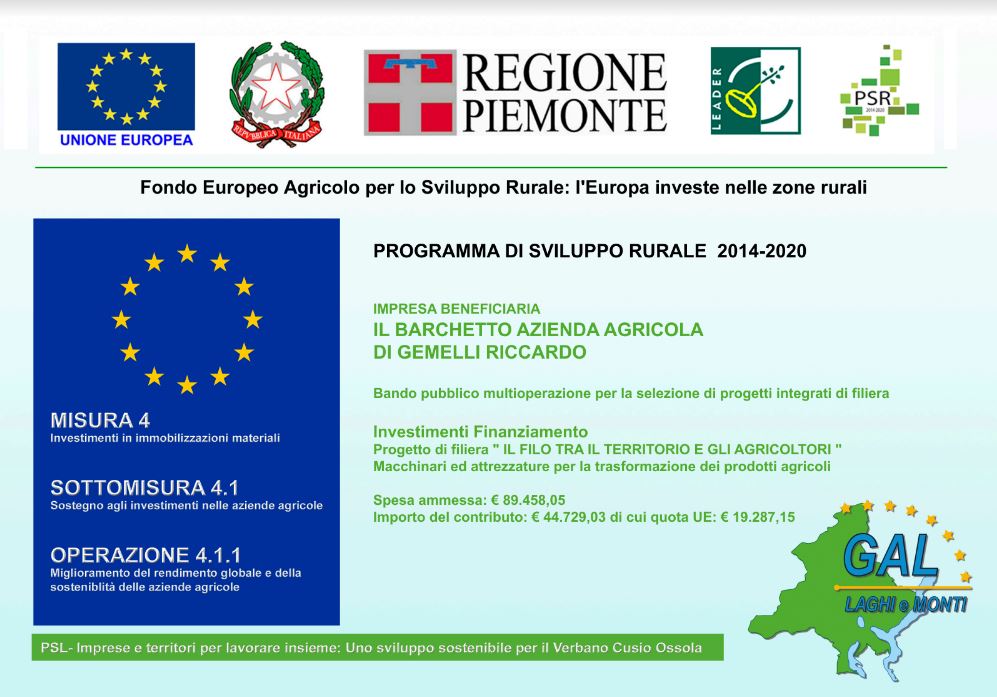 UNIONE EUROPEA
REPVBBLICA ITALIANA
REGIONE
PIEMONTE
LEADER
PSR
2014-2020
Fondo Europeo Agricolo per lo Sviluppo Rurale: l'Europa investe nelle zone rurali
MISURA 4
Investimenti in immobilizzazioni materiali
SOTTOMISURA 4.1
Sostegno agli investimenti nelle aziende agricole
OPERAZIONE 4.1.1
Miglioramento del rendimento globale e della
sosteniblità delle aziende agricole
PROGRAMMA DI SVILUPPO RURALE 2014-2020
IMPRESA BENEFICIARIA
IL BARCHETTO AZIENDA AGRICOLA
DI GEMELLI RICCARDO
Bando pubblico multioperazione per la selezione di progetti integrati di filiera
Investimenti Finanziamento
Progetto di filiera " IL FILO TRA IL TERRITORIO E GLI AGRICOLTORI "
Macchinari ed attrezzature per la trasformazione dei prodotti agricoli
Spesa ammessa: € 89.458,05
Importo del contributo: € 44.729,03 di cui quota UE: € 19.287,15
GAL
LAGHI e MONTI
PSL- Imprese e territori per lavorare insieme: Uno sviluppo sostenibile per il Verbano Cusio Ossola